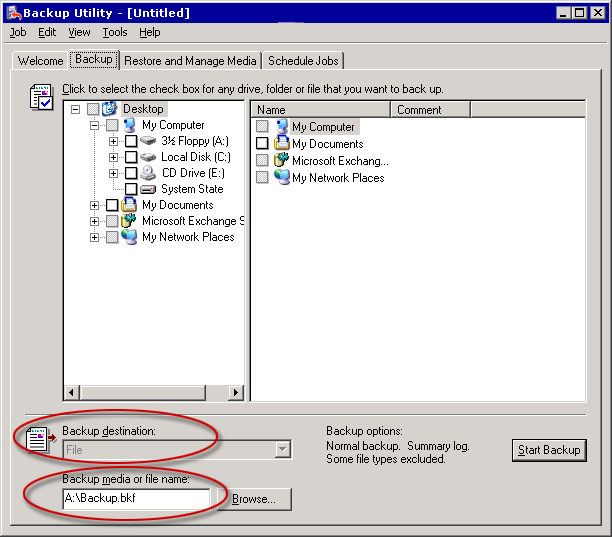 Backup Utility - [Untitled]
Job Edit View Tools Help
Welcome Backup Restore and Manage Media Schedule Jobs
Click to select the check box for any drive, folder or file that you want to back up.
Desktop
My Computer
3½ Floppy (A:)
Local Disk (C:)
CD Drive (E:)
System State
My Documents
Microsoft Exchange S
My Network Places
Name Comment
My Computer
My Documents
Microsoft Exchang...
My Network Places
Backup destination:
File
Backup media or file name:
A:\Backup.bkf
Browse...
Backup options:
Normal backup. Summary log.
Some file types excluded.
Start Backup